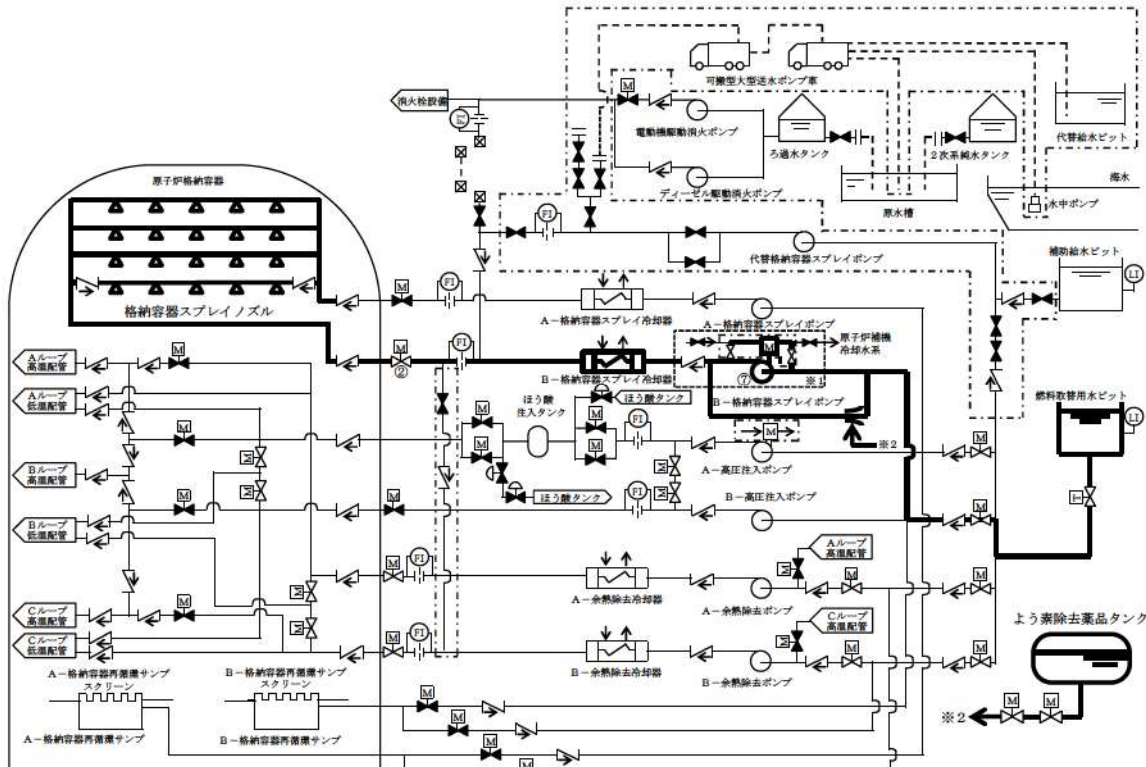 可搬型大型送水ポンプ車
消火栓設備
M
FI
電動機駆動消火ポンプ
ろ過水タンク
2次系純水タンク
代替給水ピット
海水
ディーゼル駆動消火ポンプ
原水槽
水中ポンプ
原子炉格納容器
FI
代替格納容器スプレイポンプ
補助給水ピット
LI
M
FI
格納容器スプレイノズル
A-格納容器スプレイ冷却器
A-格納容器スプレイポンプ
原子炉補機
冷却水系
M
FI
M
②
⑦
※1
B-格納容器スプレイ冷却器
B-格納容器スプレイポンプ
燃料取替用水ピット
LI
Aループ
高温配管
M
Aループ
低温配管
ほう酸
注入タンク
ほう酸タンク
M
M
FI
M
※2
A-高圧注入ポンプ
M
M
M
M
M
T
Bループ
高温配管
M
M
ほう酸タンク
FI
M
M
B-高圧注入ポンプ
M
M
Bループ
低温配管
Aループ
高温配管
M
FI
M
M
M
M
A-余熱除去冷却器
A-余熱除去ポンプ
Cループ
高温配管
M
M
Cループ
高温配管
Cループ
低温配管
M
FI
M
M
M
よう素除去薬品タンク
B-余熱除去冷却器
B-余熱除去ポンプ
A-格納容器再循環サンプ
スクリーン
B-格納容器再循環サンプ
スクリーン
M
M
M
※2
M
A-格納容器再循環サンプ
B-格納容器再循環サンプ
M
M